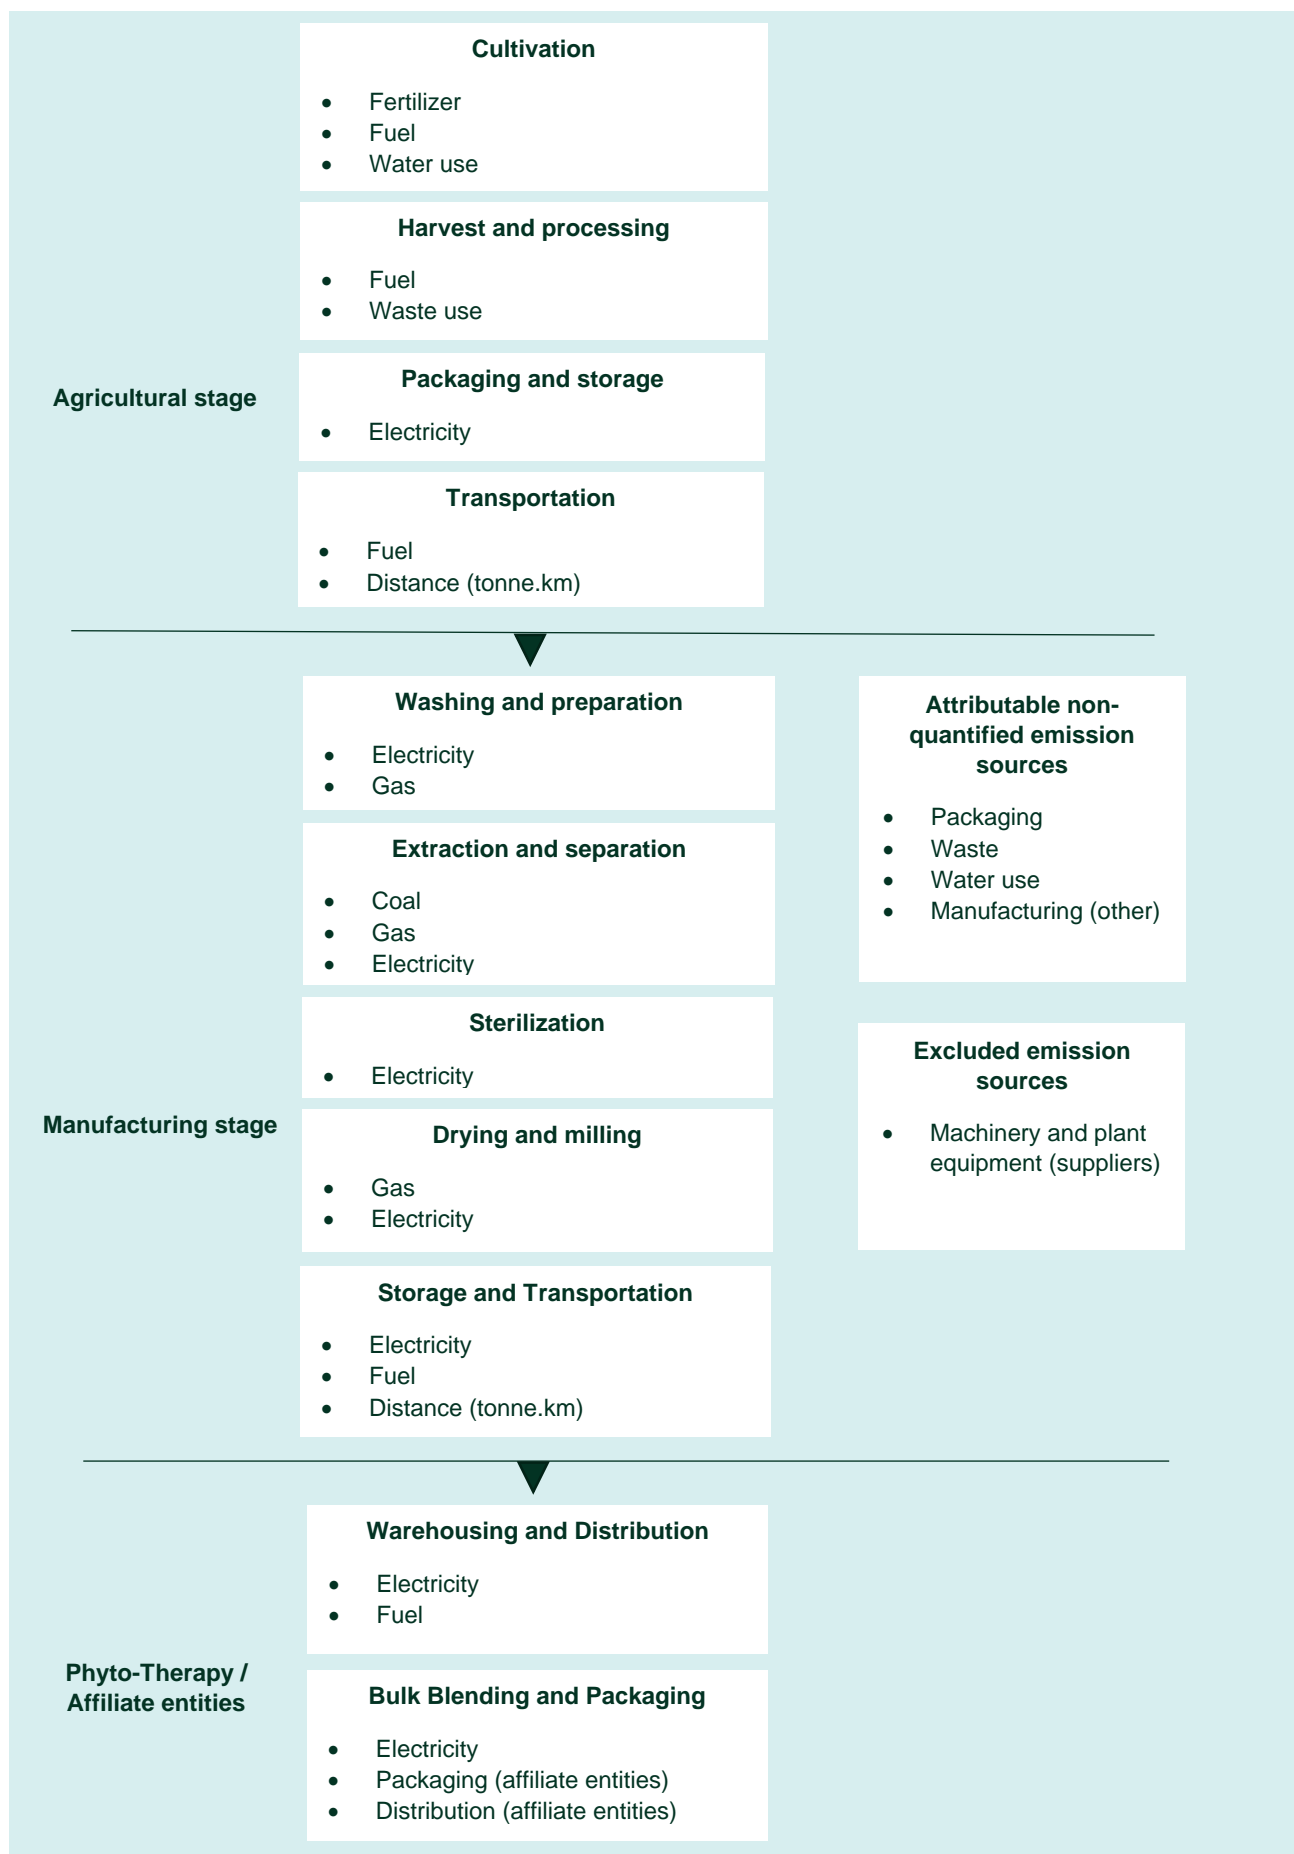 Cultivation
• Fertilizer
• Fuel
• Water use
Harvest and processing
• Fuel
• Waste use
Agricultural stage
Packaging and storage
• Electricity
Transportation
• Fuel
• Distance (tonne.km)
Washing and preparation
• Electricity
• Gas
Extraction and separation
• Coal
• Gas
• Electricity
Sterilization
• Electricity
Manufacturing stage
Drying and milling
• Gas
• Electricity
Storage and Transportation
• Electricity
• Fuel
• Distance (tonne.km)
Attributable non-
quantified emission
sources
• Packaging
• Waste
• Water use
• Manufacturing (other)
Excluded emission
sources
• Machinery and plant
equipment (suppliers)
Warehousing and Distribution
• Electricity
• Fuel
Phyto-Therapy /
Affiliate entities
Bulk Blending and Packaging
• Electricity
• Packaging (affiliate entities)
• Distribution (affiliate entities)